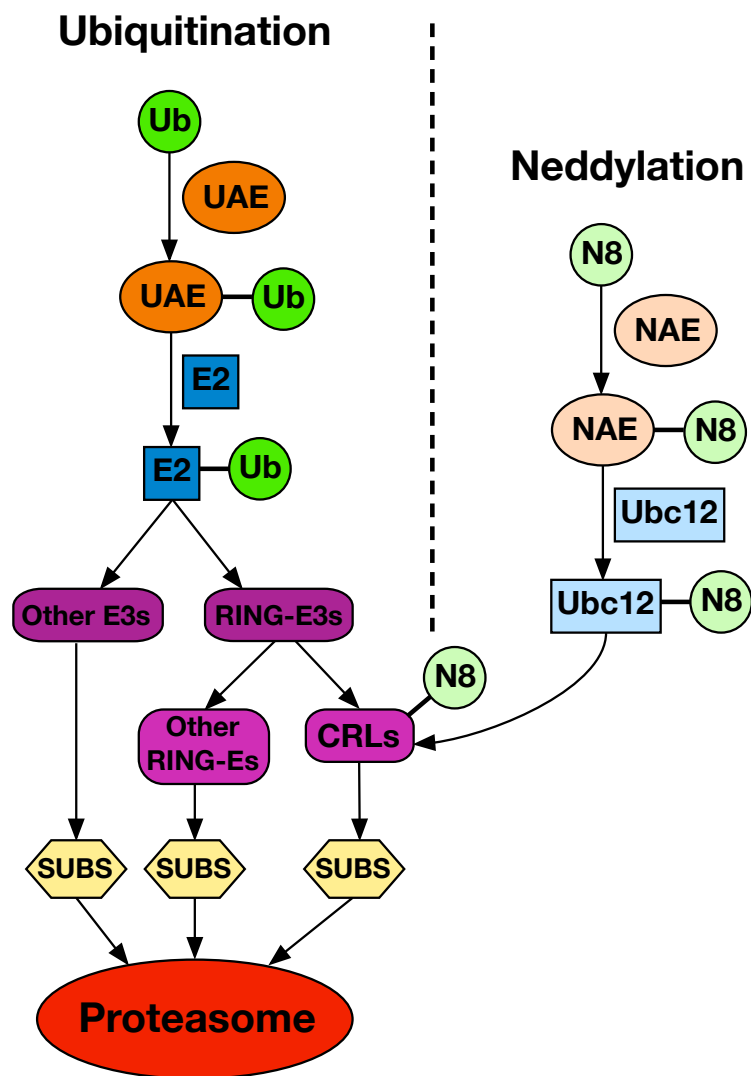 Ubiquitination
Ub
UAE
UAE
Ub
E2
E2
Ub
Other E3s
RING-E3s
Other
RING-Es
CRLs
N8
SUBS
SUBS
SUBS
Proteasome
Neddylation
N8
NAE
NAE
N8
Ubc12
Ubc12
N8